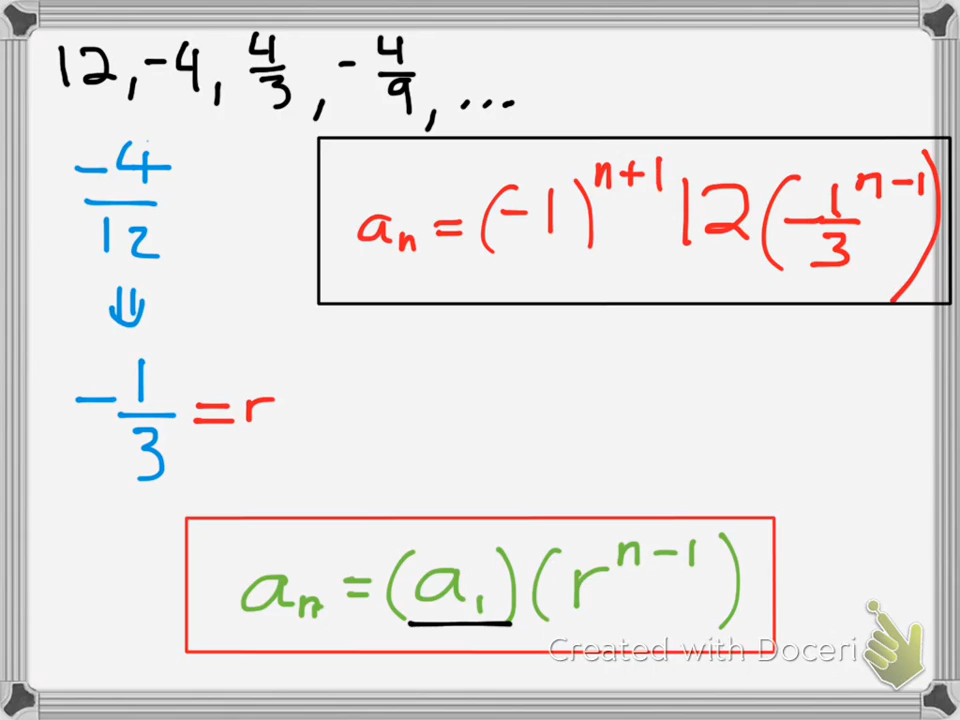 12, -4, 4/3, -4/9, ...
-4/12
⇓
-1/3 = r
aₙ = (-1)ⁿ⁺¹ 12 (-1/3ⁿ⁻¹)
aₙ = (a₁)(rⁿ⁻¹)
Created with Doceri